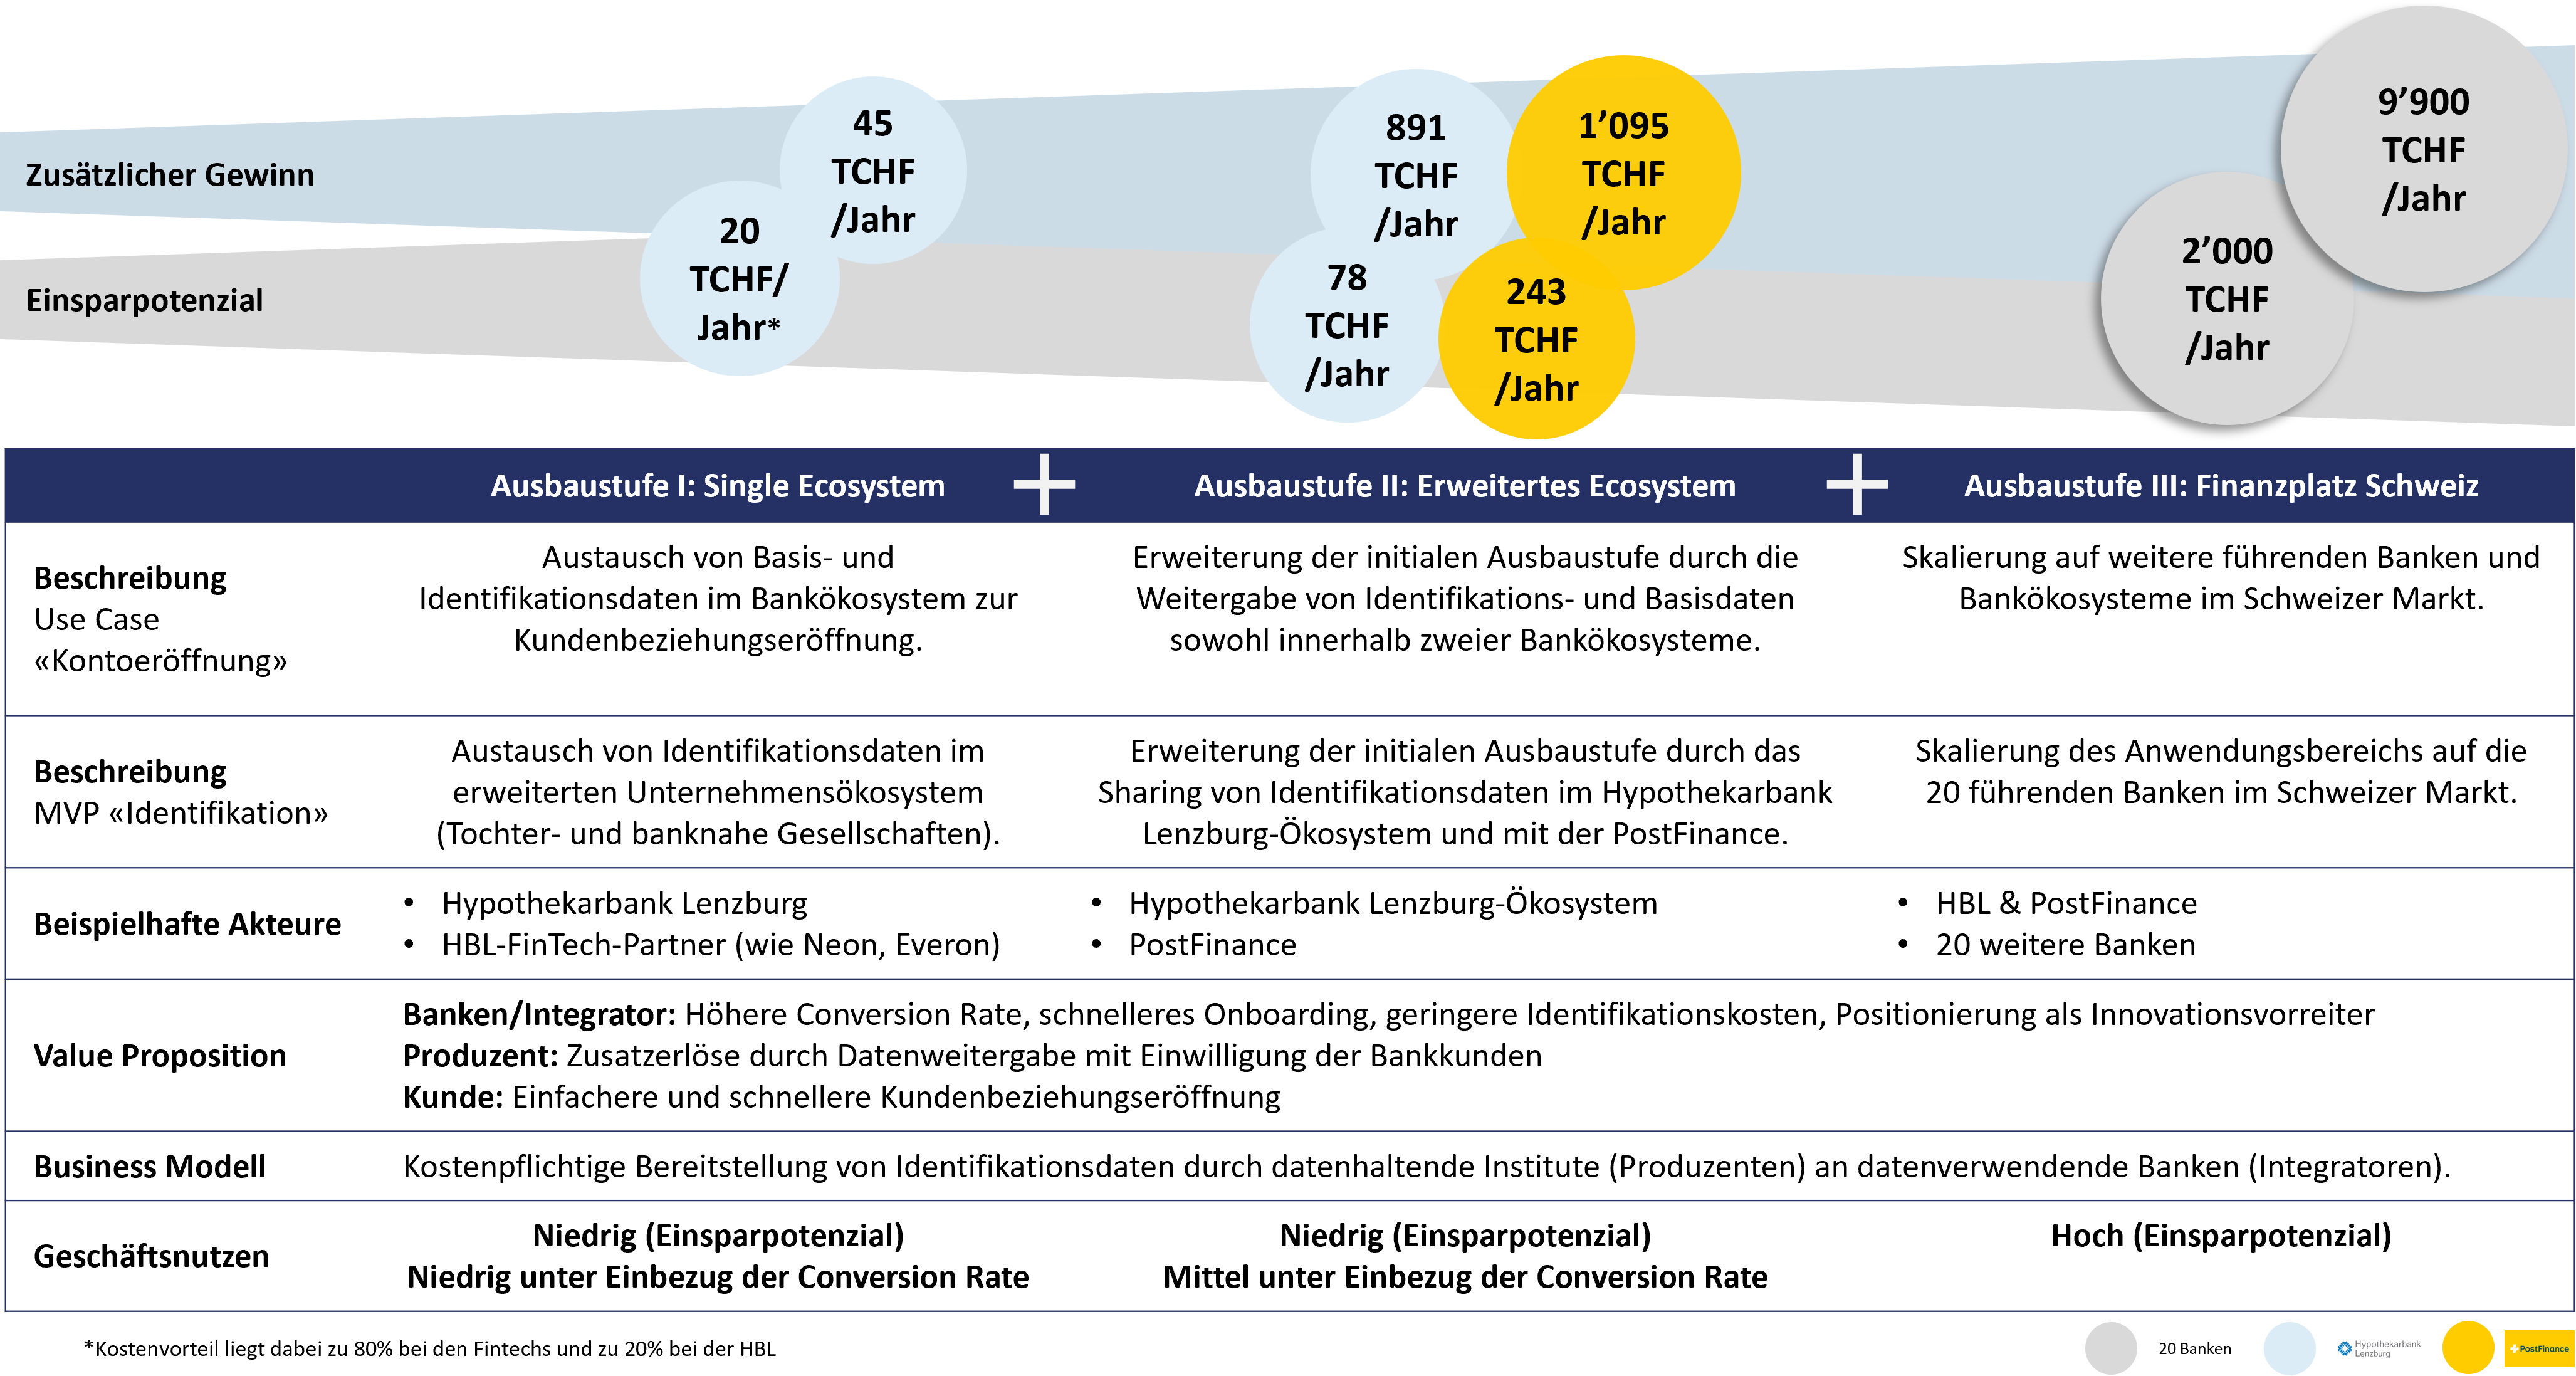 Zusätzlicher Gewinn
Einsparpotenzial
45
TCHF
/Jahr
20
TCHF/
Jahr*
891
TCHF
/Jahr
1’095
TCHF
/Jahr
78
TCHF
/Jahr
243
TCHF
/Jahr
9’900
TCHF
/Jahr
2’000
TCHF
/Jahr
Ausbaustufe I: Single Ecosystem
+
Ausbaustufe II: Erweitertes Ecosystem
+
Ausbaustufe III: Finanzplatz Schweiz
Beschreibung
Use Case
«Kontoeröffnung»
Austausch von Basis- und
Identifikationsdaten im Bankökosystem zur
Kundenbeziehungseröffnung.
Erweiterung der initialen Ausbaustufe durch die
Weitergabe von Identifikations- und Basisdaten
sowohl innerhalb zweier Bankökosysteme.
Skalierung auf weitere führenden Banken und
Bankökosysteme im Schweizer Markt.
Beschreibung
MVP «Identifikation»
Austausch von Identifikationsdaten im
erweiterten Unternehmensökosystem
(Tochter- und banknahe Gesellschaften).
Erweiterung der initialen Ausbaustufe durch das
Sharing von Identifikationsdaten im Hypothekarbank
Lenzburg-Ökosystem und mit der PostFinance.
Skalierung des Anwendungsbereichs auf die
20 führenden Banken im Schweizer Markt.
Beispielhafte Akteure
• Hypothekarbank Lenzburg
• HBL-FinTech-Partner (wie Neon, Everon)
• Hypothekarbank Lenzburg-Ökosystem
• PostFinance
• HBL & PostFinance
• 20 weitere Banken
Value Proposition
Banken/Integrator: Höhere Conversion Rate, schnelleres Onboarding, geringere Identifikationskosten, Positionierung als Innovationsvorreiter
Produzent: Zusatzerlöse durch Datenweitergabe mit Einwilligung der Bankkunden
Kunde: Einfachere und schnellere Kundenbeziehungseröffnung
Business Modell
Kostenpflichtige Bereitstellung von Identifikationsdaten durch datenhaltende Institute (Produzenten) an datenverwendende Banken (Integratoren).
Geschäftsnutzen
Niedrig (Einsparpotenzial)
Niedrig unter Einbezug der Conversion Rate
Niedrig (Einsparpotenzial)
Mittel unter Einbezug der Conversion Rate
Hoch (Einsparpotenzial)
*Kostenvorteil liegt dabei zu 80% bei den Fintechs und zu 20% bei der HBL
20 Banken
Hypothekarbank
Lenzburg
PostFinance